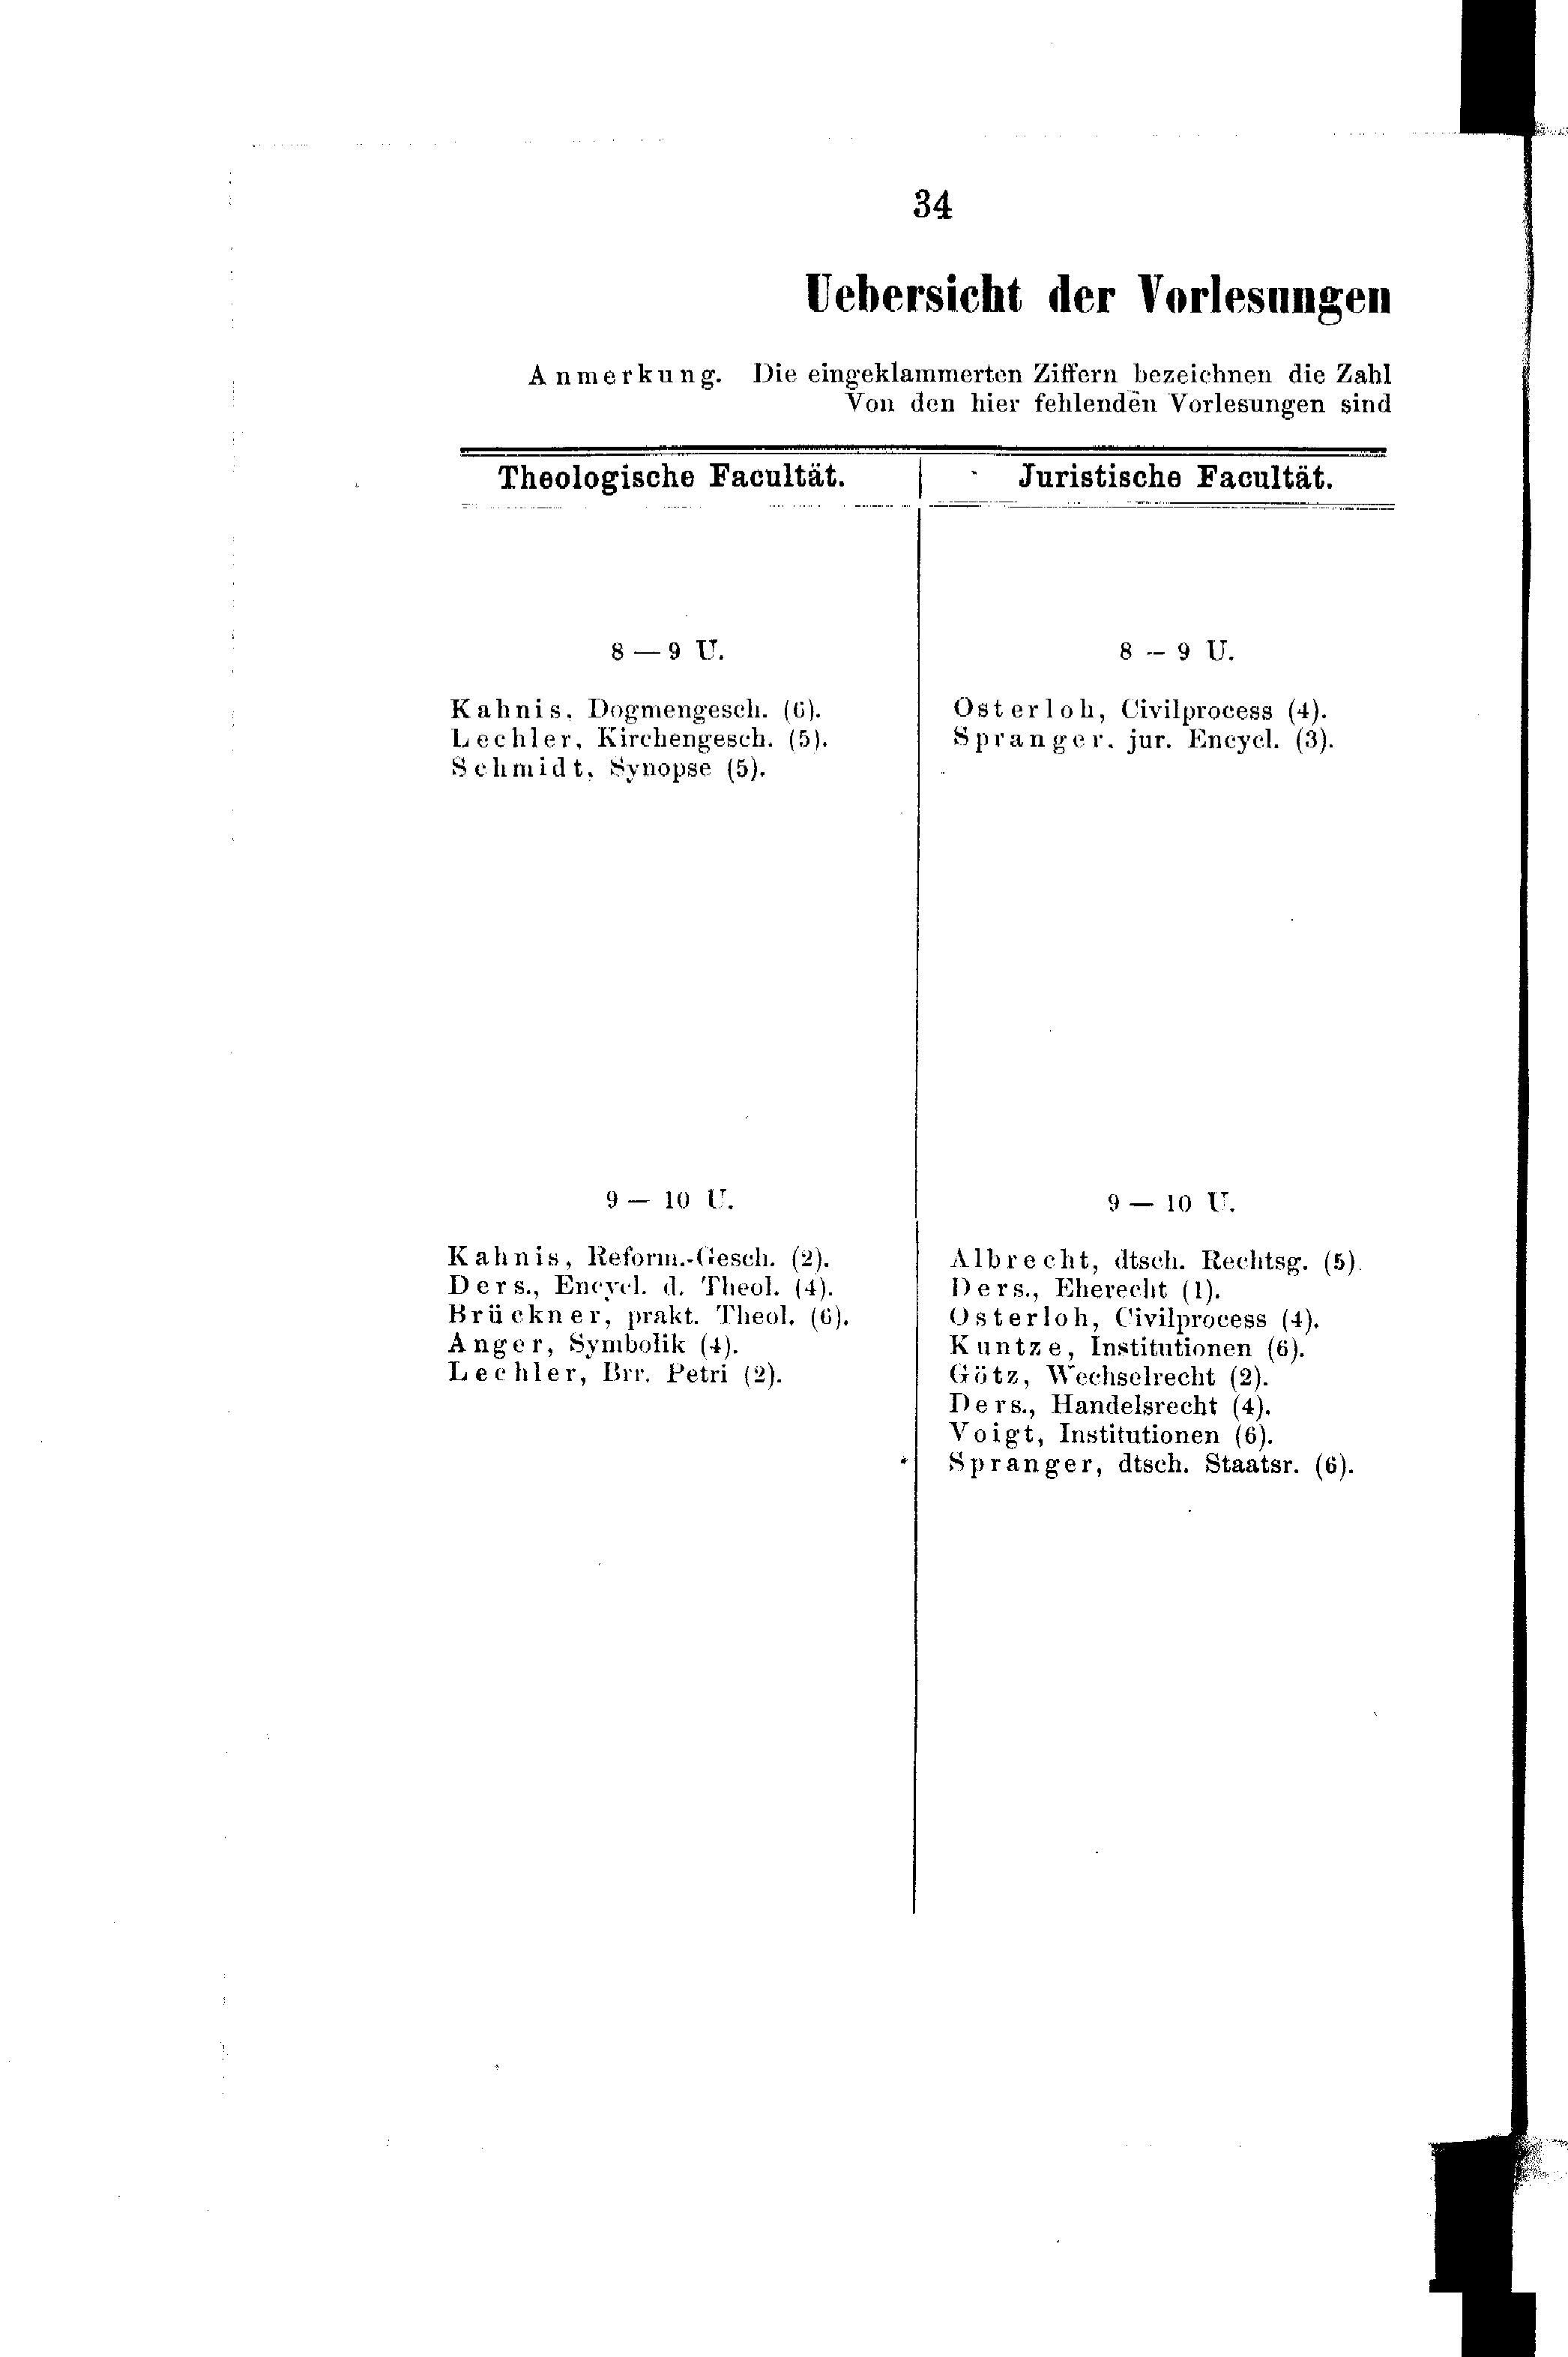 34
Uebersicht der Vorlesungen
Anmerkung. Die eingeklammerten Ziffern bezeichnen die Zahl
Von den hier fehlenden Vorlesungen sind
Theologische Facultät.
8 — 9 U.
Kahnis, Dogmengesch. (6).
Lechler, Kirchengesch. (5).
Schmidt, Synopse (5).
9 — 10 U.
Kahnis, Reform.-Gesch. (2).
Ders., Encycl. d. Theol. (4).
Brückner, prakt. Theol. (6).
Anger, Symbolik (4).
Lechler, Brr. Petri (2).
Juristische Facultät.
8 — 9 U.
Osterloh, Civilprocess (4).
Spranger, jur. Encycl. (3).
9 — 10 U.
Albrecht, dtsch. Rechtsg. (5).
Ders., Eherecht (1).
Osterloh, Civilprocess (4).
Kuntze, Institutionen (6).
Götz, Wechselrecht (2).
Ders., Handelsrecht (4).
Voigt, Institutionen (6).
Spranger, dtsch. Staatsr. (6).